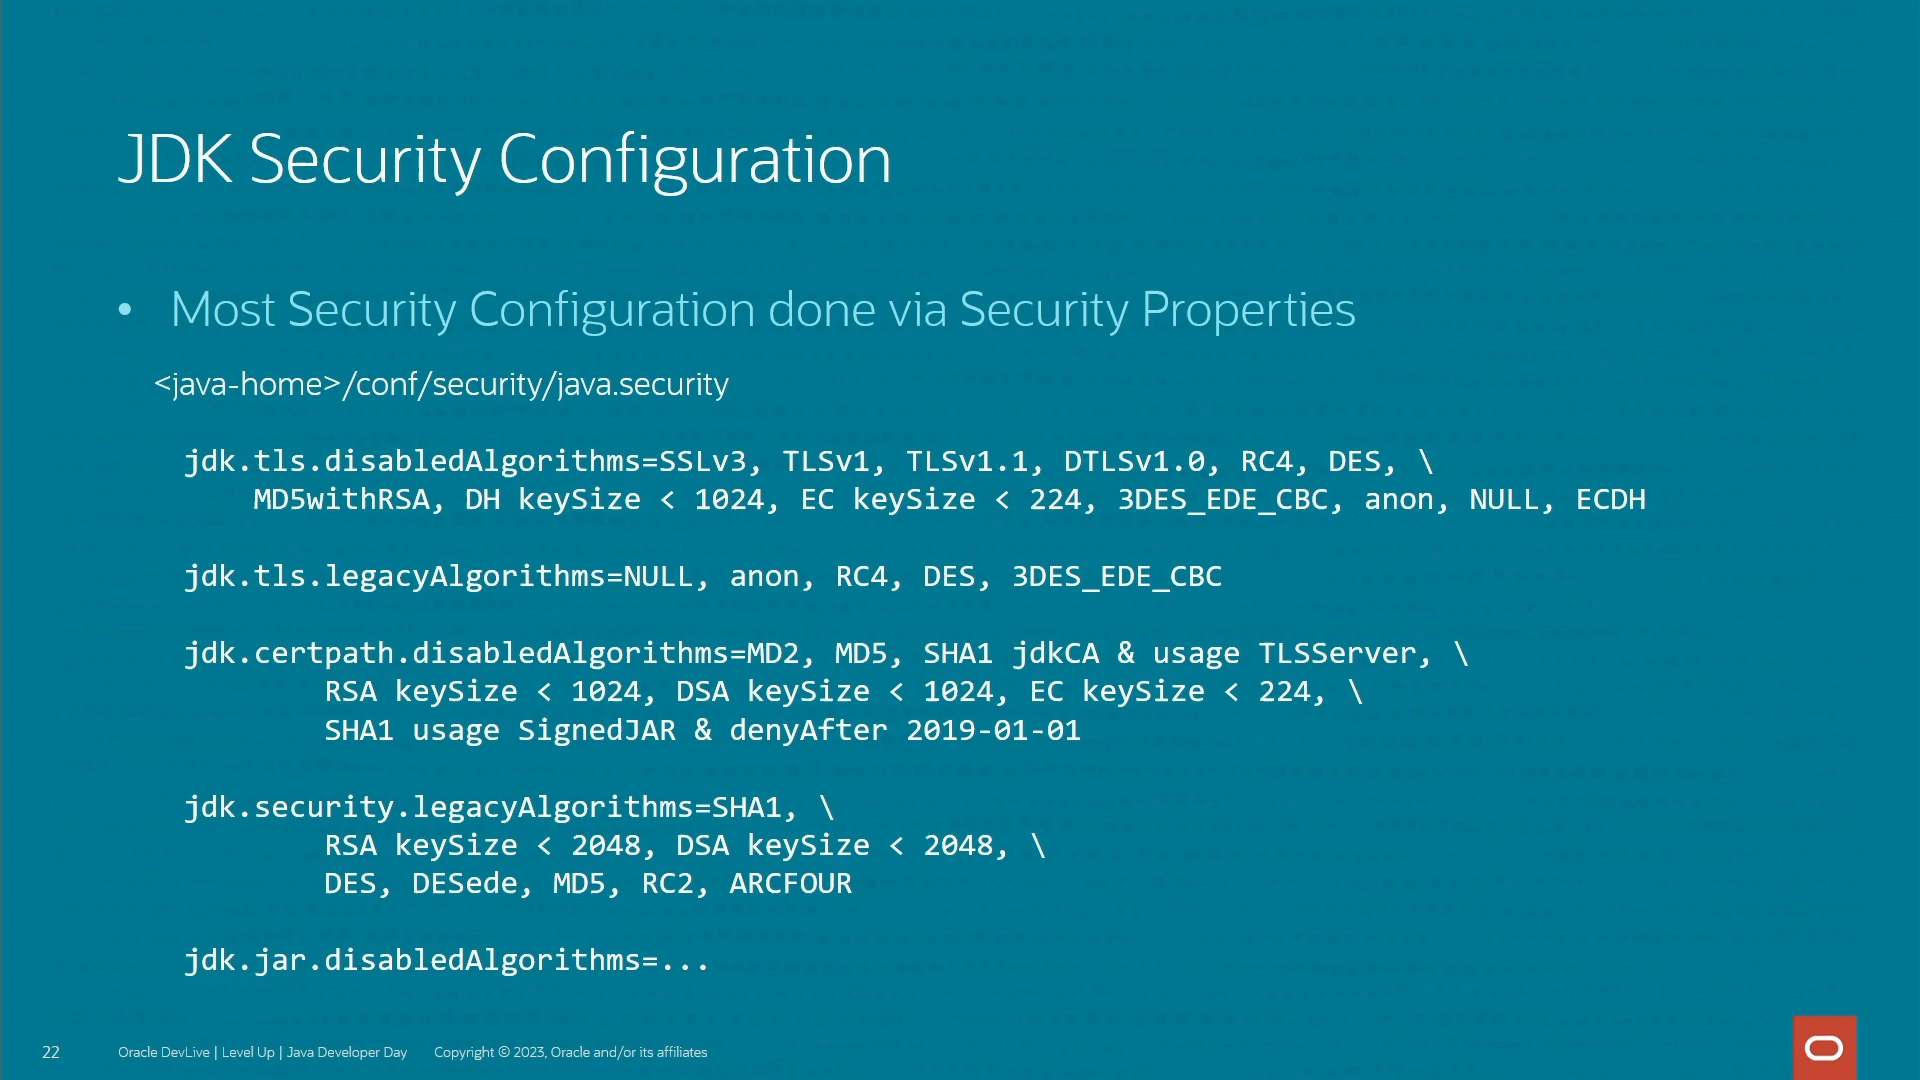 JDK Security Configuration
• Most Security Configuration done via Security Properties
<java-home>/conf/security/java.security
jdk.tls.disabledAlgorithms=SSLv3, TLSv1, TLSv1.1, DTLSv1.0, RC4, DES, \
MD5withRSA, DH keySize < 1024, EC keySize < 224, 3DES_EDE_CBC, anon, NULL, ECDH
jdk.tls.legacyAlgorithms=NULL, anon, RC4, DES, 3DES_EDE_CBC
jdk.certpath.disabledAlgorithms=MD2, MD5, SHA1 jdkCA & usage TLSServer, \
RSA keySize < 1024, DSA keySize < 1024, EC keySize < 224, \
SHA1 usage SignedJAR & denyAfter 2019-01-01
jdk.security.legacyAlgorithms=SHA1, \
RSA keySize < 2048, DSA keySize < 2048, \
DES, DESede, MD5, RC2, ARCFOUR
jdk.jar.disabledAlgorithms=...
22 Oracle DevLive | Level Up | Java Developer Day Copyright © 2023, Oracle and/or its affiliates